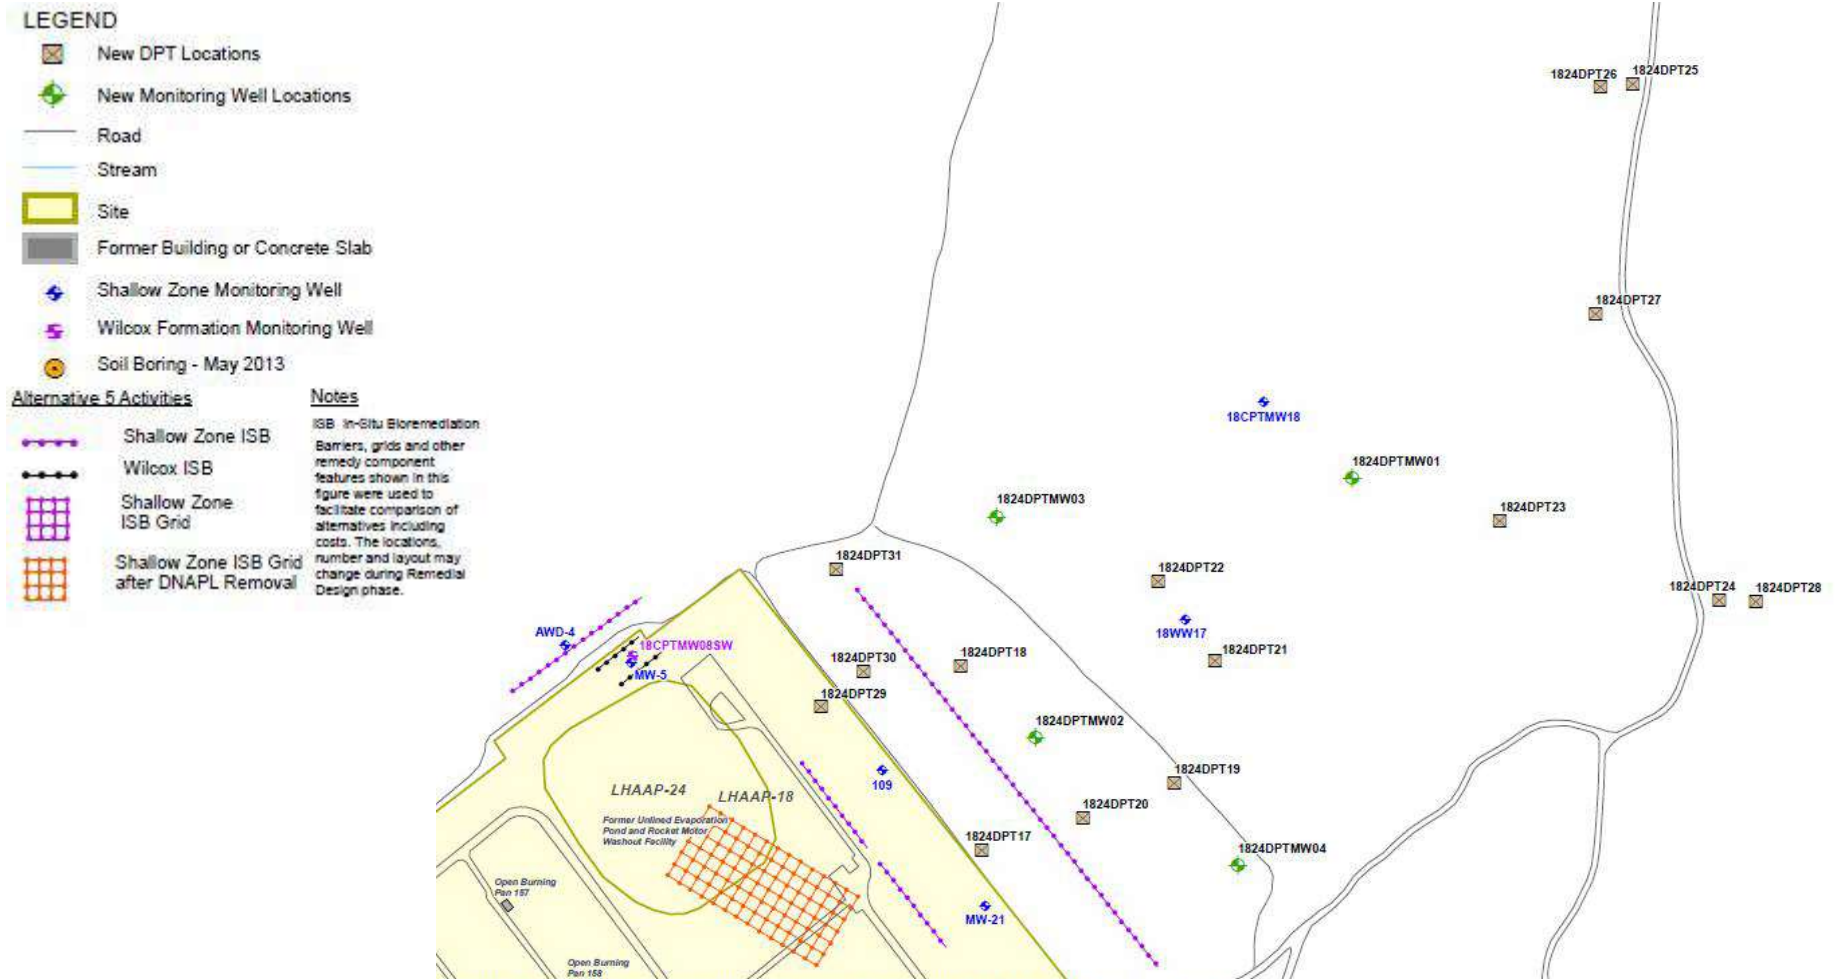 LEGEND
New DPT Locations
New Monitoring Well Locations
Road
Stream
Site
Former Building or Concrete Slab
Shallow Zone Monitoring Well
Wilcox Formation Monitoring Well
Soil Boring - May 2013
Alternative 5 Activities
Shallow Zone ISB
Wilcox ISB
Shallow Zone
ISB Grid
Shallow Zone ISB Grid
after DNAPL Removal
Notes
ISB In-Situ Bioremediation
Barriers, grids and other
remedy component
features shown in this
figure were used to
facilitate comparison of
alternatives including
costs. The locations,
number and layout may
change during Remedial
Design phase.
1824DPT26
1824DPT25
1824DPT27
18CPTMW18
1824DPTMW01
1824DPTMW03
1824DPT23
1824DPT31
1824DPT22
1824DPT24
1824DPT28
AWD-4
18WW17
18CPTMW08SW
MW-5
1824DPT30
1824DPT18
1824DPT21
1824DPT29
1824DPTMW02
1824DPT19
109
LHAAP-24
LHAAP-18
1824DPT20
Former Unlined Evaporation
Pond and Rocket Motor
Washout Facility
1824DPT17
1824DPTMW04
Open Burning
Pan 157
MW-21
Open Burning
Pan 158